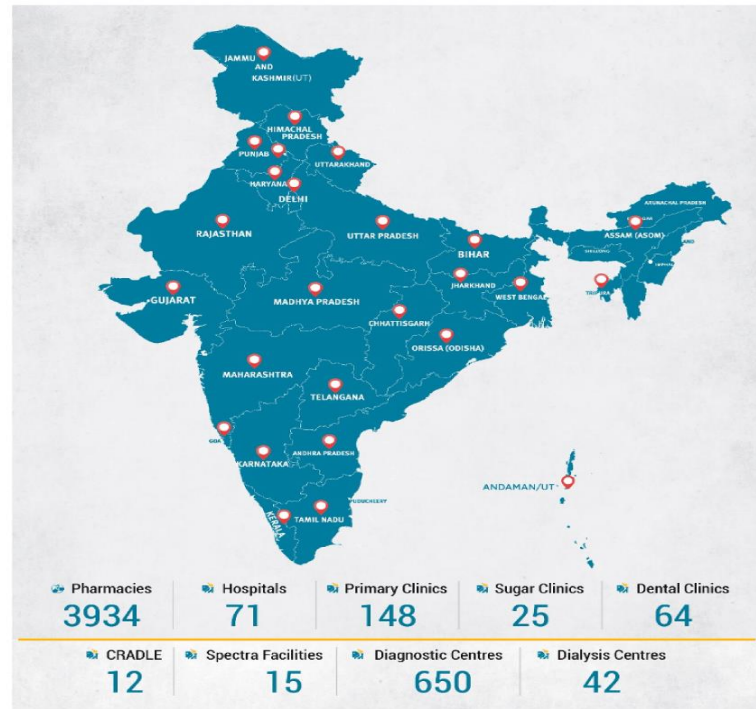 JAMMU
AND
KASHMIR(UT)
HIMACHAL
PRADESH
PUNJAB
UTTARAKHAND
HARYANA
DELHI
ARUNACHAL PRADESH
RAJASTHAN
UTTAR PRADESH
ASSAM (ASOM)
BIHAR
JHARKHAND
WEST BENGAL
GUJARAT
MADHYA PRADESH
CHHATTISGARH
ORISSA (ODISHA)
MAHARASHTRA
TELANGANA
GOA
ANDHRA PRADESH
KARNATAKA
ANDAMAN/UT
PUDUCHERY
KERALA
TAMIL NADU
Pharmacies Hospitals Primary Clinics Sugar Clinics Dental Clinics
3934 71 148 25 64
CRADLE Spectra Facilities Diagnostic Centres Dialysis Centres
12 15 650 42